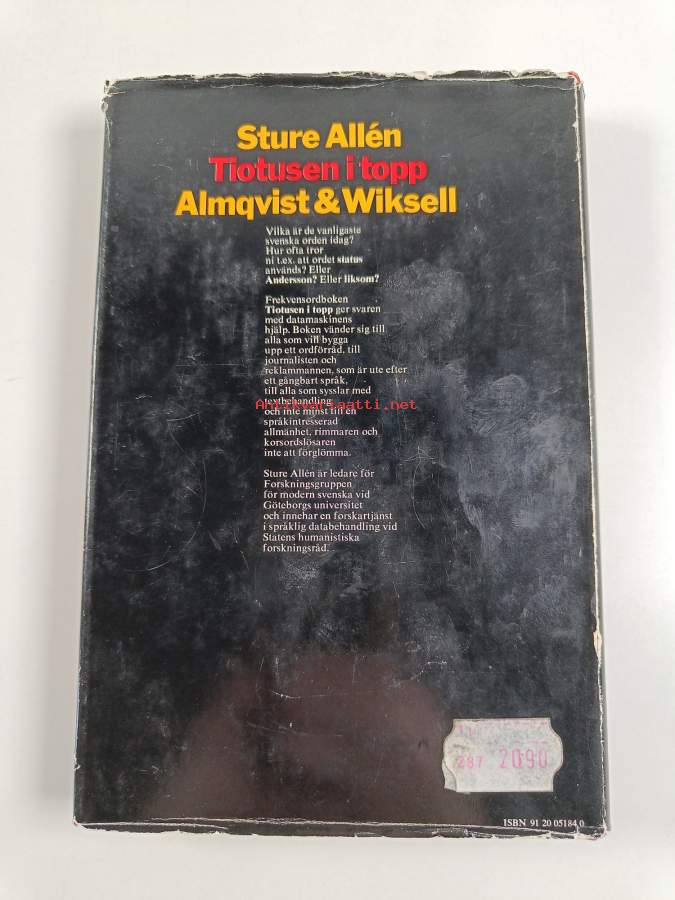 Sture Allén
Tiotusen i topp
Almqvist & Wiksell
Vilka är de vanligaste
svenska orden idag?
Hur ofta tror
ni t.ex. att ordet status
används? Eller
Andersson? Eller liksom?
Frekvensordboken
Tiotusen i topp ger svaren
med datamaskinens
hjälp. Boken vänder sig till
alla som vill bygga
upp ett ordförråd, till
journalisten och
reklammannen, som är ute efter
ett gångbart språk,
till alla som sysslar med
textbehandling
Antikvariaatti.net
och inte minst till en
språkintresserad
allmänhet, rimmaren och
korsordslösaren
inte att förglömma.
Sture Allén är ledare för
Forskningsgruppen
för modern svenska vid
Göteborgs universitet
och innehar en forskartjänst
i språklig databehandling vid
Statens humanistiska
forskningsråd.
287 2090
ISBN 91 20 05184 0